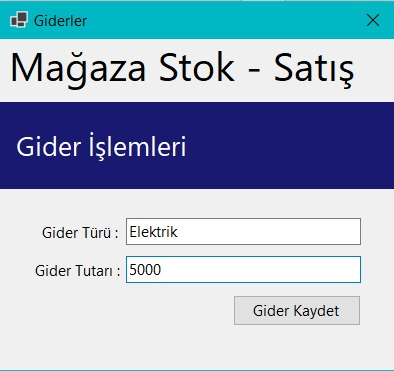 Giderler
Mağaza Stok - Satış
Gider İşlemleri
Gider Türü : Elektrik
Gider Tutarı : 5000
Gider Kaydet